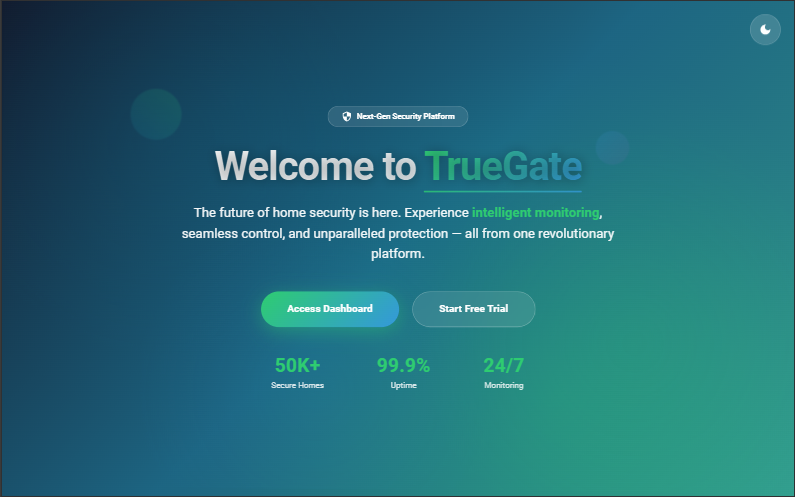 Next-Gen Security Platform
Welcome to TrueGate
The future of home security is here. Experience intelligent monitoring,
seamless control, and unparalleled protection — all from one revolutionary
platform.
Access Dashboard Start Free Trial
50K+ 99.9% 24/7
Secure Homes Uptime Monitoring